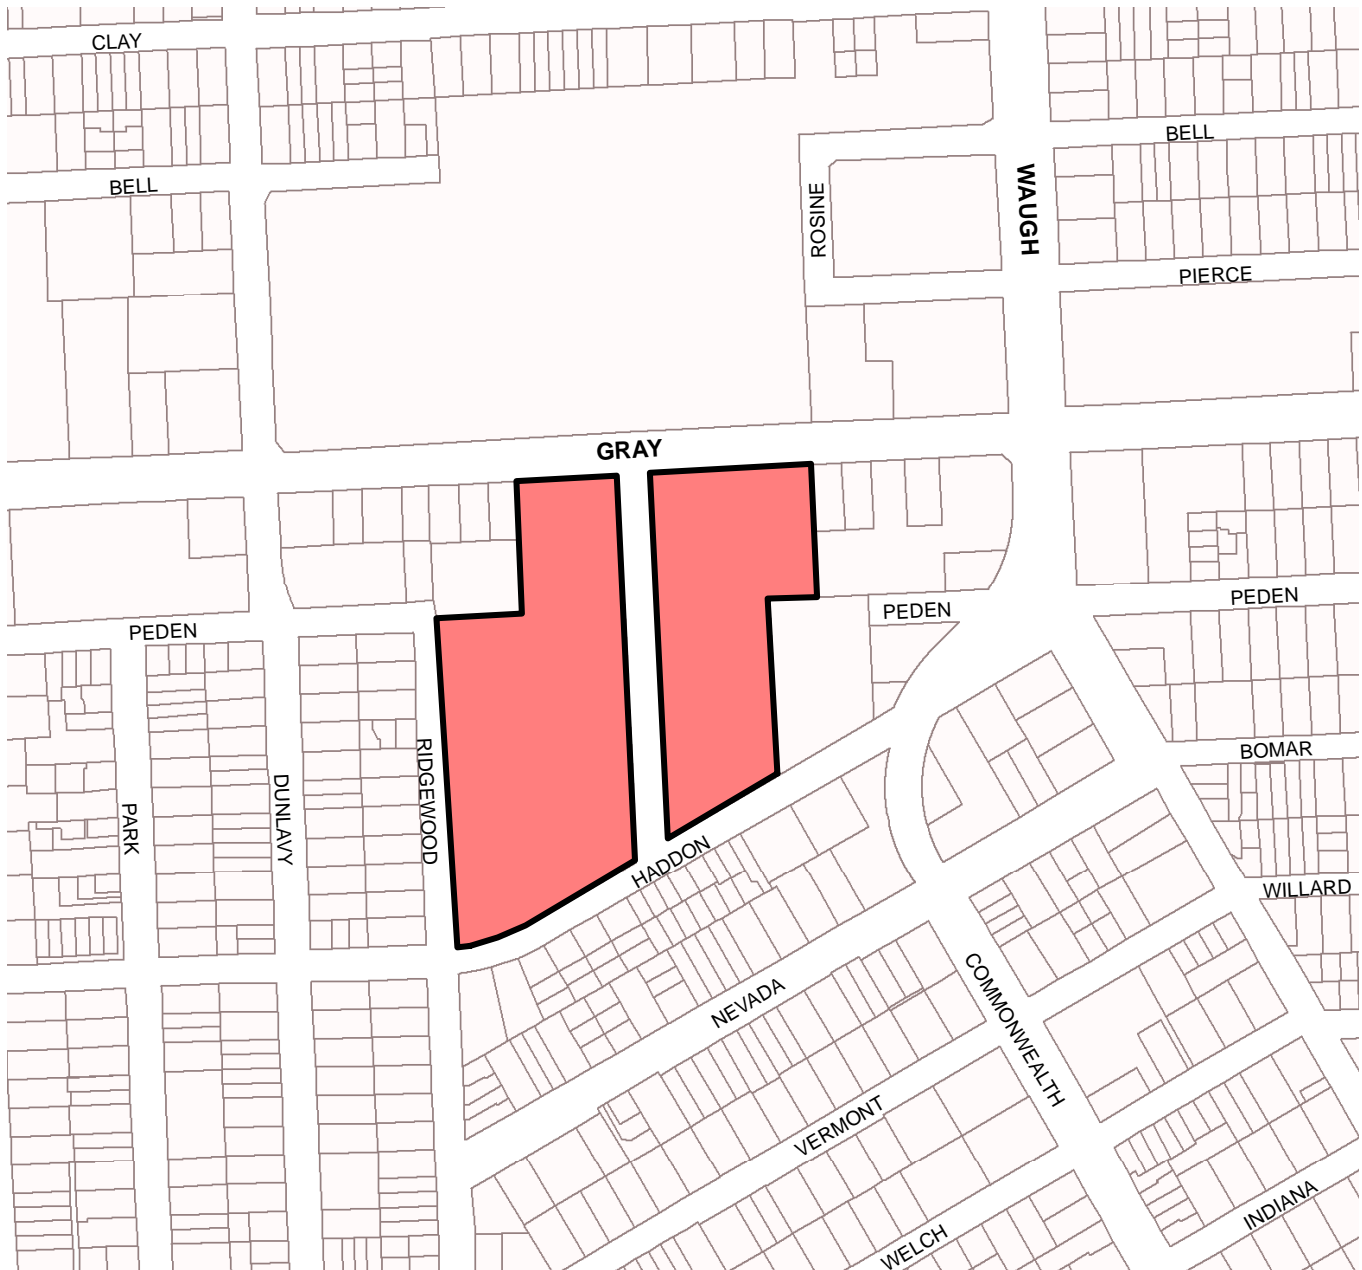 CLAY
BELL
BELL
ROSINE
WAUGH
PIERCE
GRAY
PEDEN
PEDEN
PEDEN
BOMAR
RIDGEWOOD
DUNLAVY
PARK
HADDON
WILLARD
NEVADA
COMMONWEALTH
VERMONT
INDIANA
WELCH